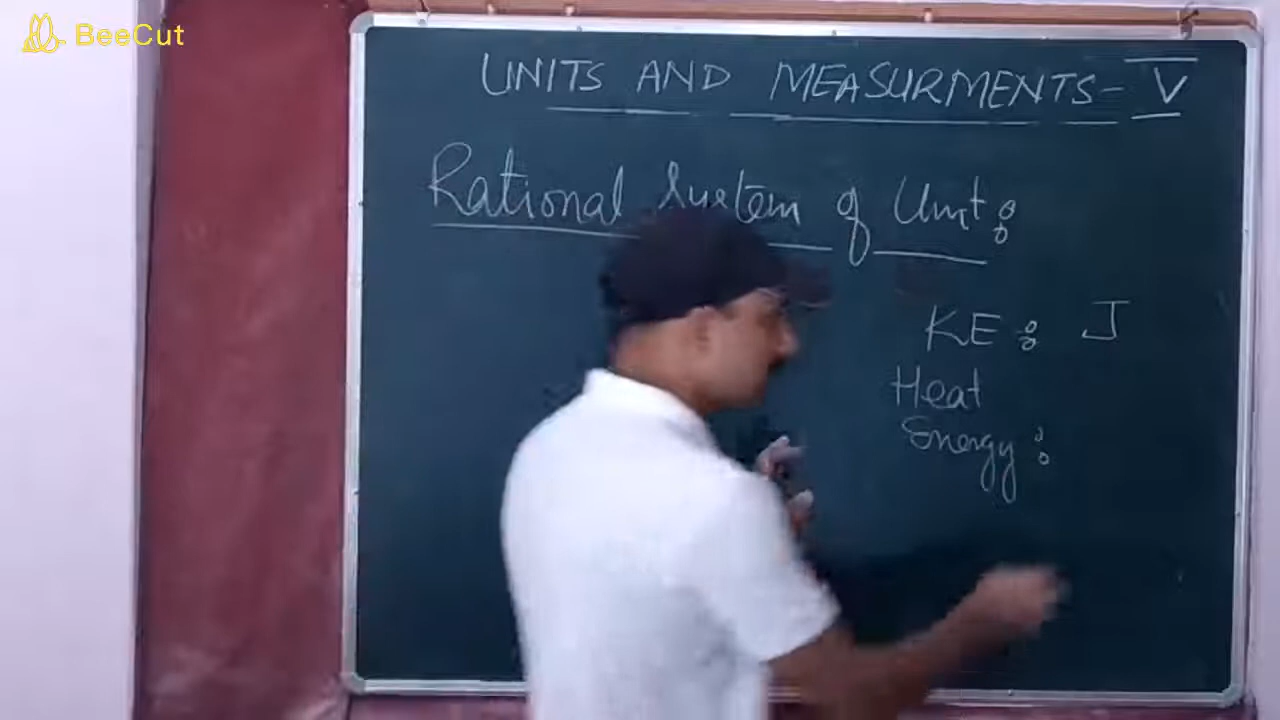 BeeCut
UNITS AND MEASURMENTS - V
Rational System of Unit:
KE : J
Heat
Energy :